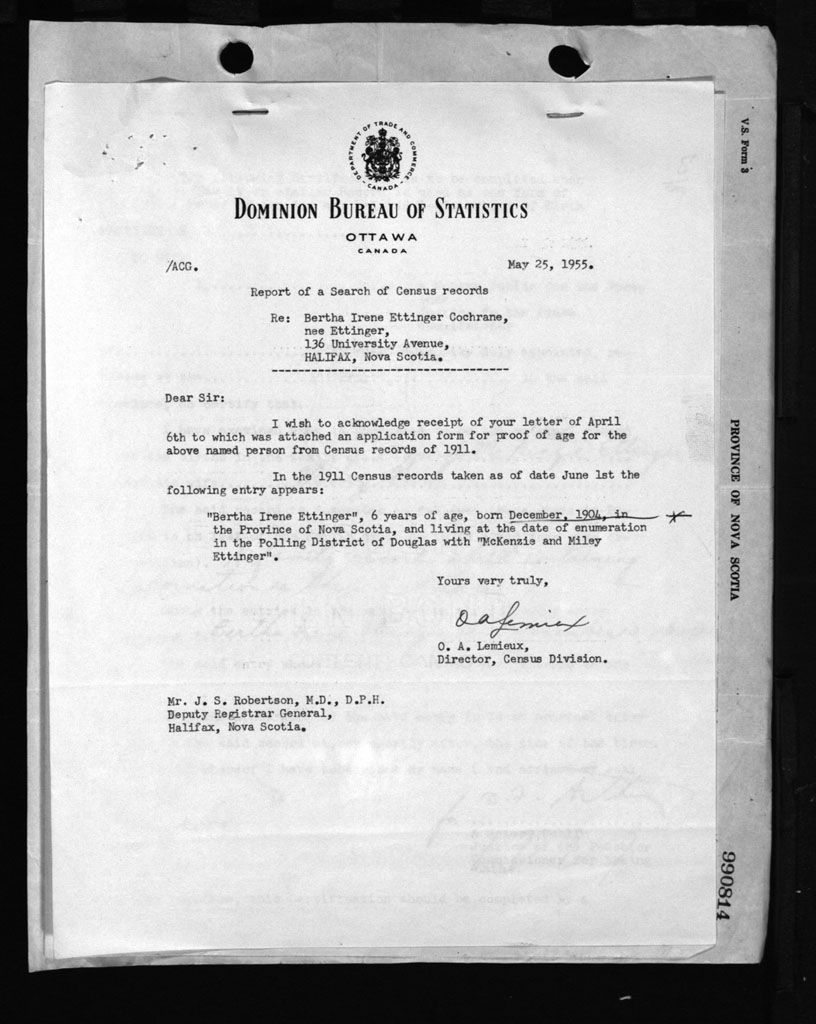 DEPARTMENT OF TRADE AND COMMERCE
CANADA
DOMINION BUREAU OF STATISTICS
OTTAWA
CANADA
/ACG. May 25, 1955.
Report of a Search of Census records
Re: Bertha Irene Ettinger Cochrane,
nee Ettinger,
136 University Avenue,
HALIFAX, Nova Scotia.
Dear Sir:
I wish to acknowledge receipt of your letter of April
6th to which was attached an application form for proof of age for the
above named person from Census records of 1911.
In the 1911 Census records taken as of date June 1st the
following entry appears:
"Bertha Irene Ettinger", 6 years of age, born December, 1904, in
the Province of Nova Scotia, and living at the date of enumeration
in the Polling District of Douglas with "McKenzie and Miley
Ettinger".
Yours very truly,
O A Lemieux
O. A. Lemieux,
Director, Census Division.
Mr. J. S. Robertson, M.D., D.P.H.
Deputy Registrar General,
Halifax, Nova Scotia.
V.S. Form 3
PROVINCE OF NOVA SCOTIA
990814